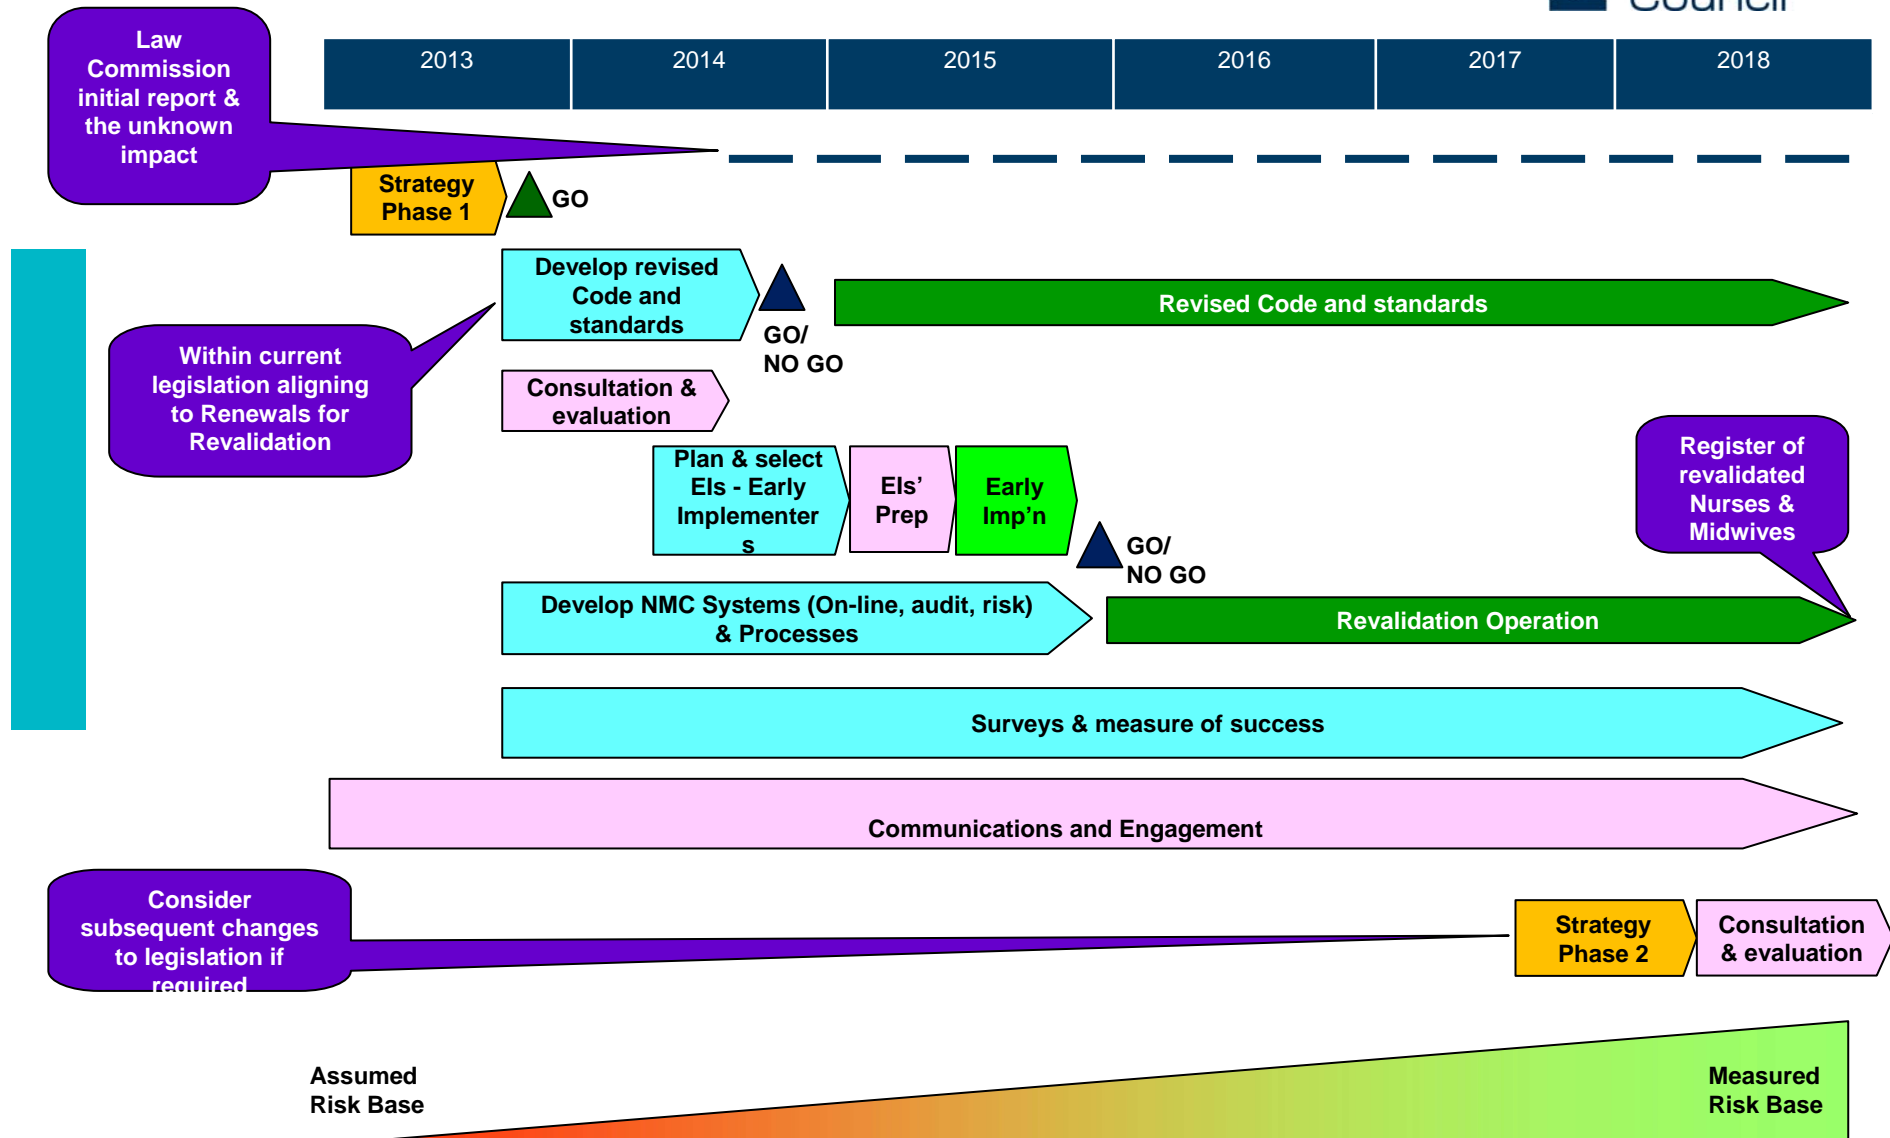 Council
Law
Commission
initial report &
the unknown
impact
2013
2014
2015
2016
2017
2018
Strategy
Phase 1
GO
Develop revised
Code and
standards
GO/
NO GO
Revised Code and standards
Within current
legislation aligning
to Renewals for
Revalidation
Consultation &
evaluation
Plan & select
EIs - Early
Implementer
s
EIs’
Prep
Early
Imp’n
GO/
NO GO
Register of
revalidated
Nurses &
Midwives
Develop NMC Systems (On-line, audit, risk)
& Processes
Revalidation Operation
Surveys & measure of success
Communications and Engagement
Consider
subsequent changes
to legislation if
required
Strategy
Phase 2
Consultation
& evaluation
Assumed
Risk Base
Measured
Risk Base